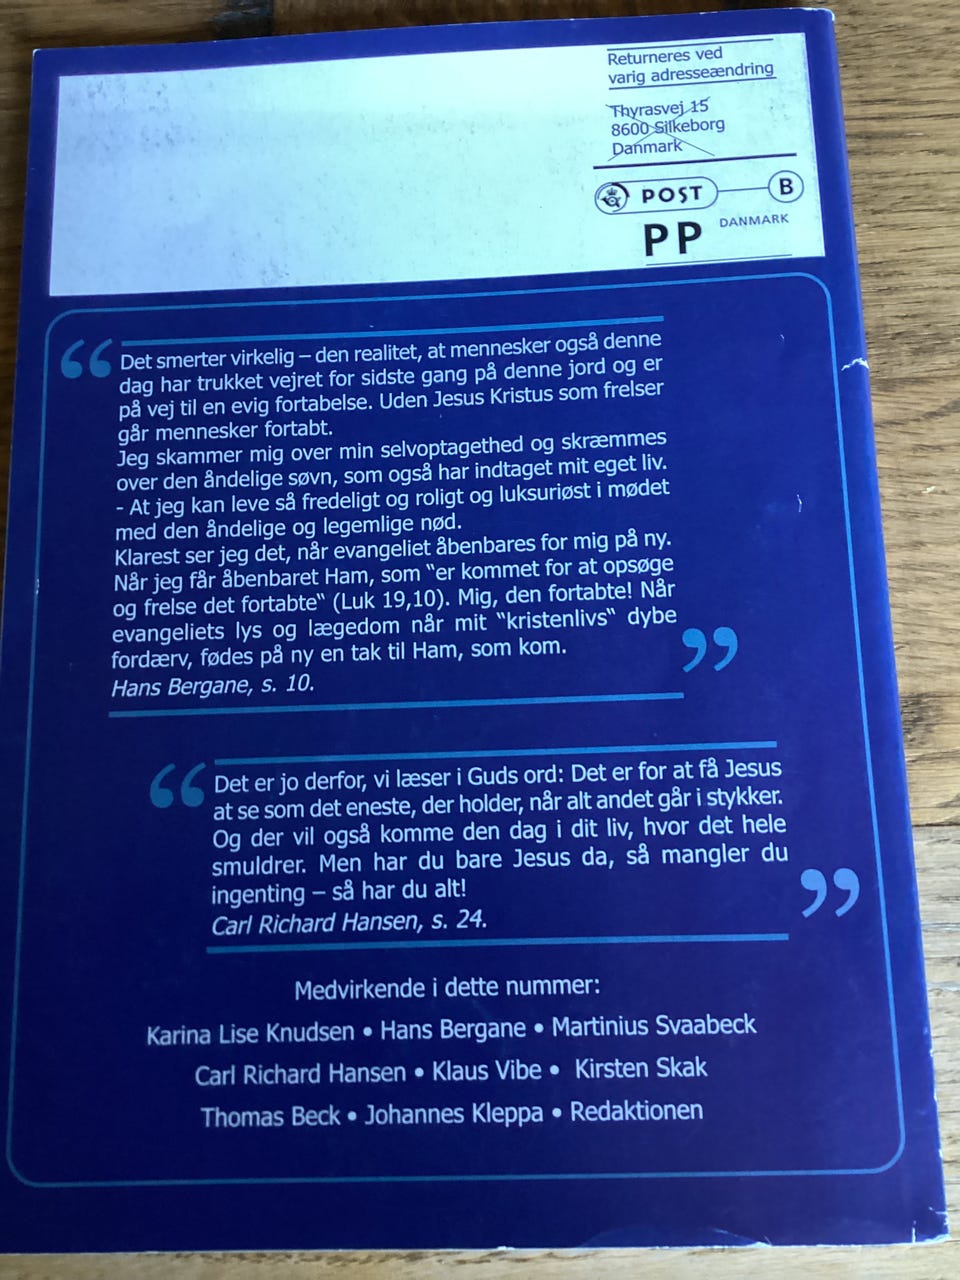 Returneres ved
varig adresseændring
Thyrasvej 15
8600 Silkeborg
Danmark
POST B
PP DANMARK
“ Det smerter virkelig – den realitet, at mennesker også denne
dag har trukket vejret for sidste gang på denne jord og er
på vej til en evig fortabelse. Uden Jesus Kristus som frelser
går mennesker fortabt.
Jeg skammer mig over min selvoptagethed og skræmmes
over den åndelige søvn, som også har indtaget mit eget liv.
- At jeg kan leve så fredeligt og roligt og luksuriøst i mødet
med den åndelige og legemlige nød.
Klarest ser jeg det, når evangeliet åbenbares for mig på ny.
Når jeg får åbenbaret Ham, som “er kommet for at opsøge
og frelse det fortabte“ (Luk 19,10). Mig, den fortabte! Når
evangeliets lys og lægedom når mit “kristenlivs“ dybe
fordærv, fødes på ny en tak til Ham, som kom. ”
Hans Bergane, s. 10.
“ Det er jo derfor, vi læser i Guds ord: Det er for at få Jesus
at se som det eneste, der holder, når alt andet går i stykker.
Og der vil også komme den dag i dit liv, hvor det hele
smuldrer. Men har du bare Jesus da, så mangler du
ingenting – så har du alt! ”
Carl Richard Hansen, s. 24.
Medvirkende i dette nummer:
Karina Lise Knudsen • Hans Bergane • Martinius Svaabeck
Carl Richard Hansen • Klaus Vibe • Kirsten Skak
Thomas Beck • Johannes Kleppa • Redaktionen